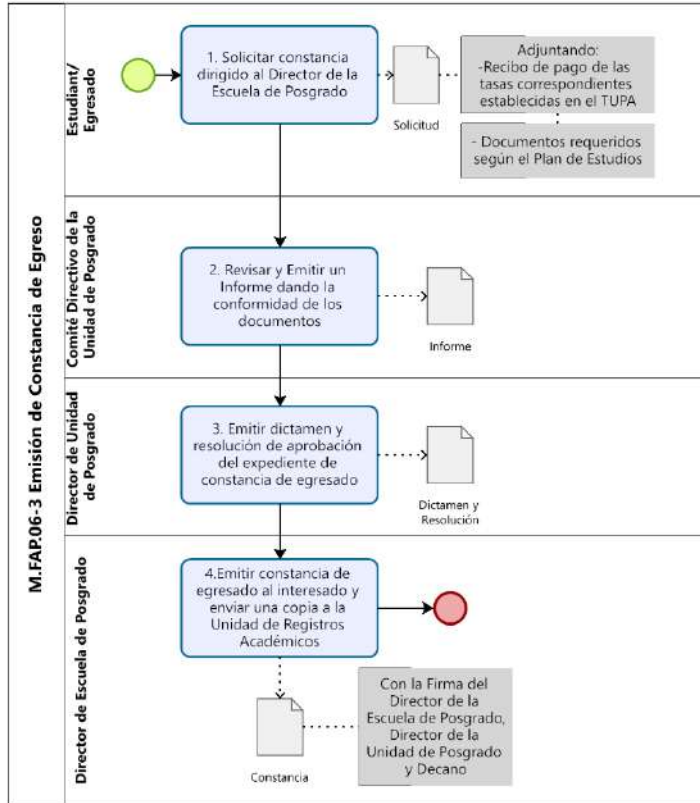 M.FAP.06-3 Emisión de Constancia de Egreso
Estudiant/
Egresado
1. Solicitar constancia
dirigido al Director de la
Escuela de Posgrado
Solicitud
Adjuntando:
-Recibo de pago de las
tasas correspondientes
establecidas en el TUPA
- Documentos requeridos
según el Plan de Estudios
Comité Directivo de la
Unidad de Posgrado
2. Revisar y Emitir un
Informe dando la
conformidad de los
documentos
Informe
Director de Unidad
de Posgrado
3. Emitir dictamen y
resolución de aprobación
del expediente de
constancia de egresado
Dictamen y
Resolución
Director de Escuela de Posgrado
4.Emitir constancia de
egresado al interesado y
enviar una copia a la
Unidad de Registros
Académicos
Constancia
Con la Firma del
Director de la
Escuela de Posgrado,
Director de la
Unidad de Posgrado
y Decano